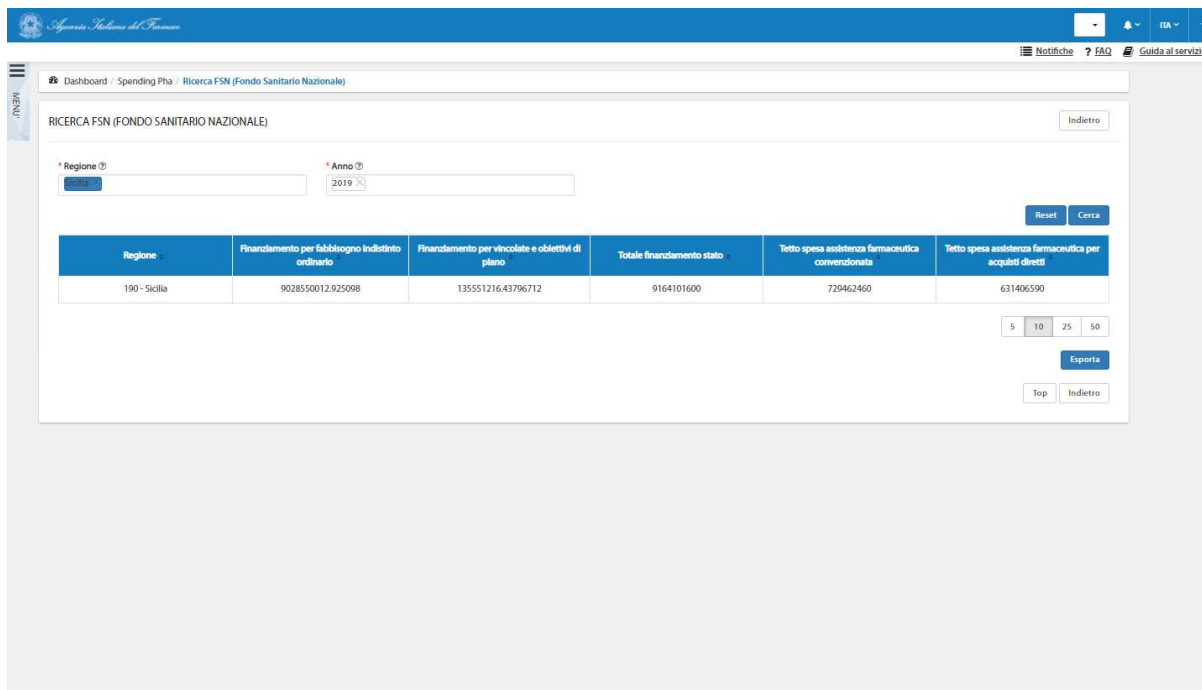 Agenzia Italiana del Farmaco
ITA
Notifiche ? FAQ Guida al servizi
MENU'
Dashboard / Spending Pha / Ricerca FSN (Fondo Sanitario Nazionale)
RICERCA FSN (FONDO SANITARIO NAZIONALE) Indietro
* Regione ? * Anno ?
Sicilia × 2019 ×
Reset Cerca
Regione Finanziamento per fabbisogno indistinto ordinario Finanziamento per vincolate e obiettivi di piano Totale finanziamento stato Tetto spesa assistenza farmaceutica convenzionata Tetto spesa assistenza farmaceutica per acquisti diretti
190 - Sicilia 9028550012.925098 135551216.43796712 9164101600 729462460 631406590
5 10 25 50
Esporta
Top Indietro